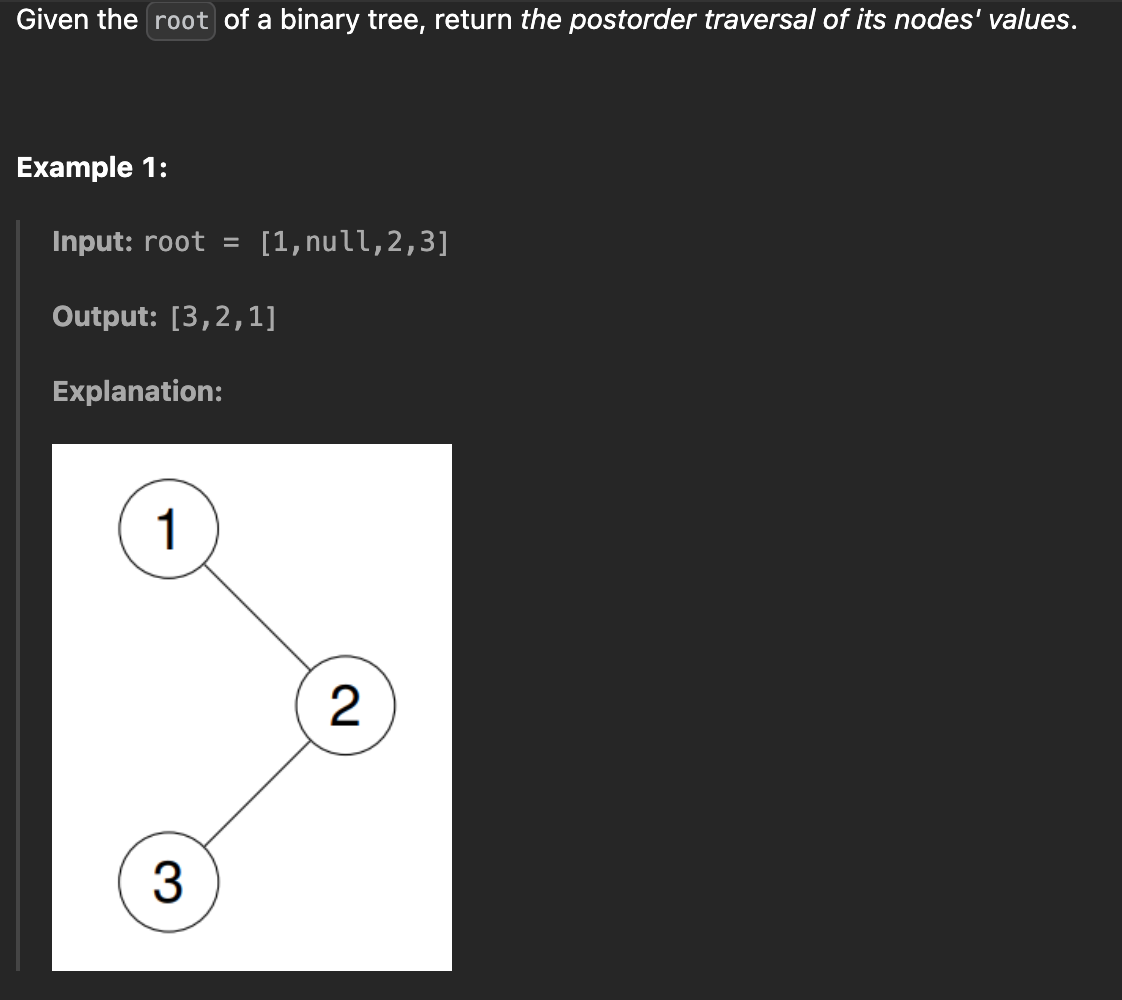 Given the root of a binary tree, return the postorder traversal of its nodes' values.
Example 1:
Input: root = [1,null,2,3]
Output: [3,2,1]
Explanation:
1
2
3